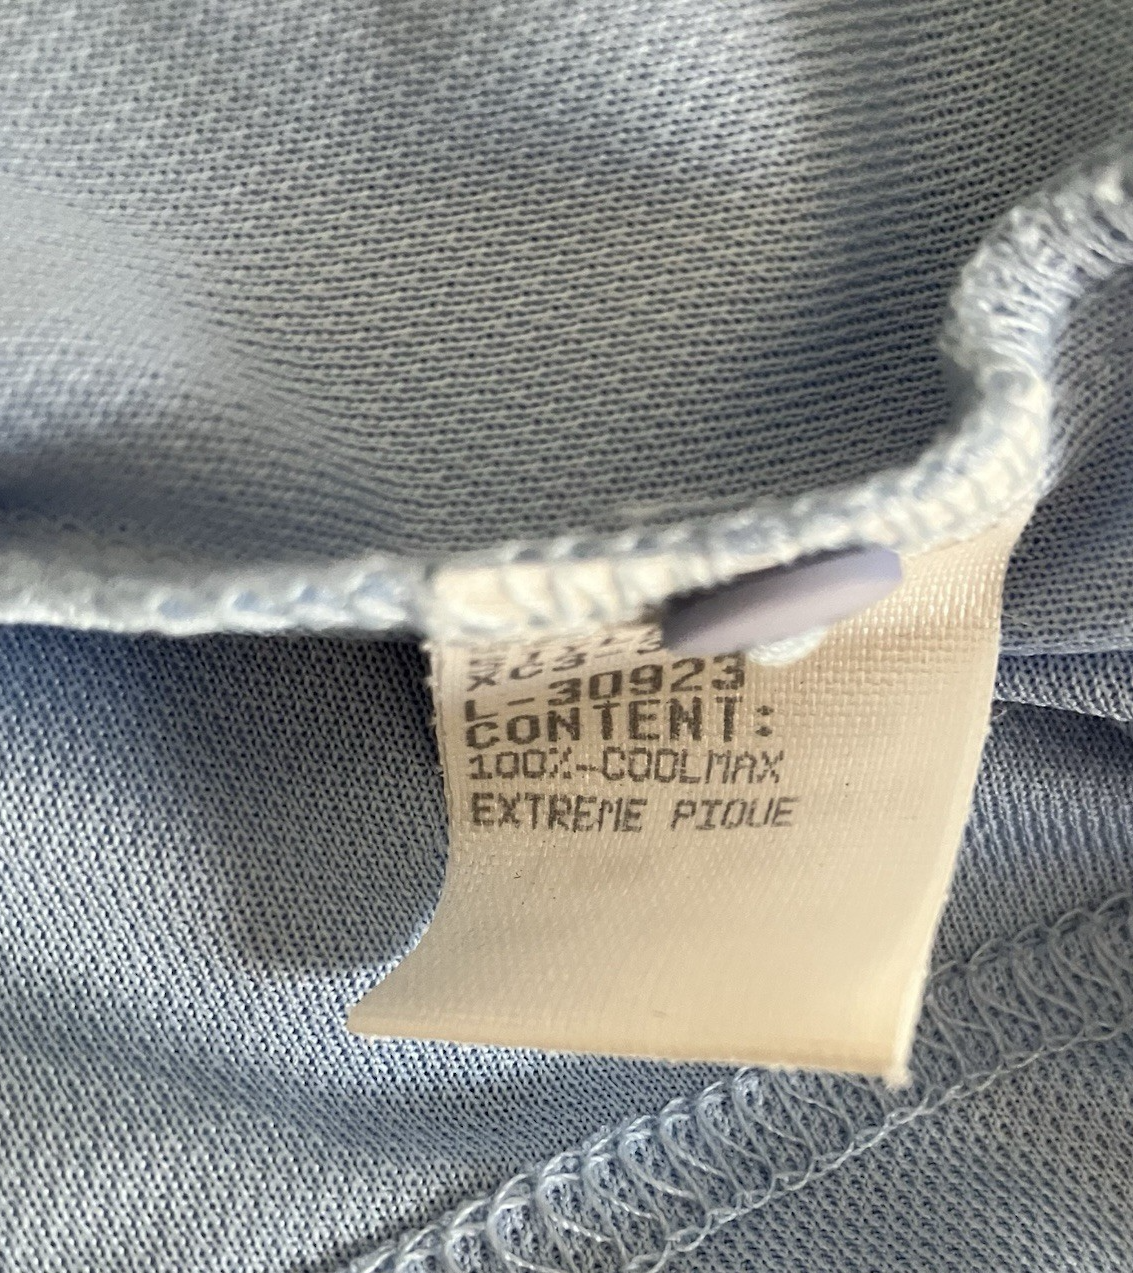 L-30923
CONTENT:
100%-COOLMAX
EXTREME PIQUE